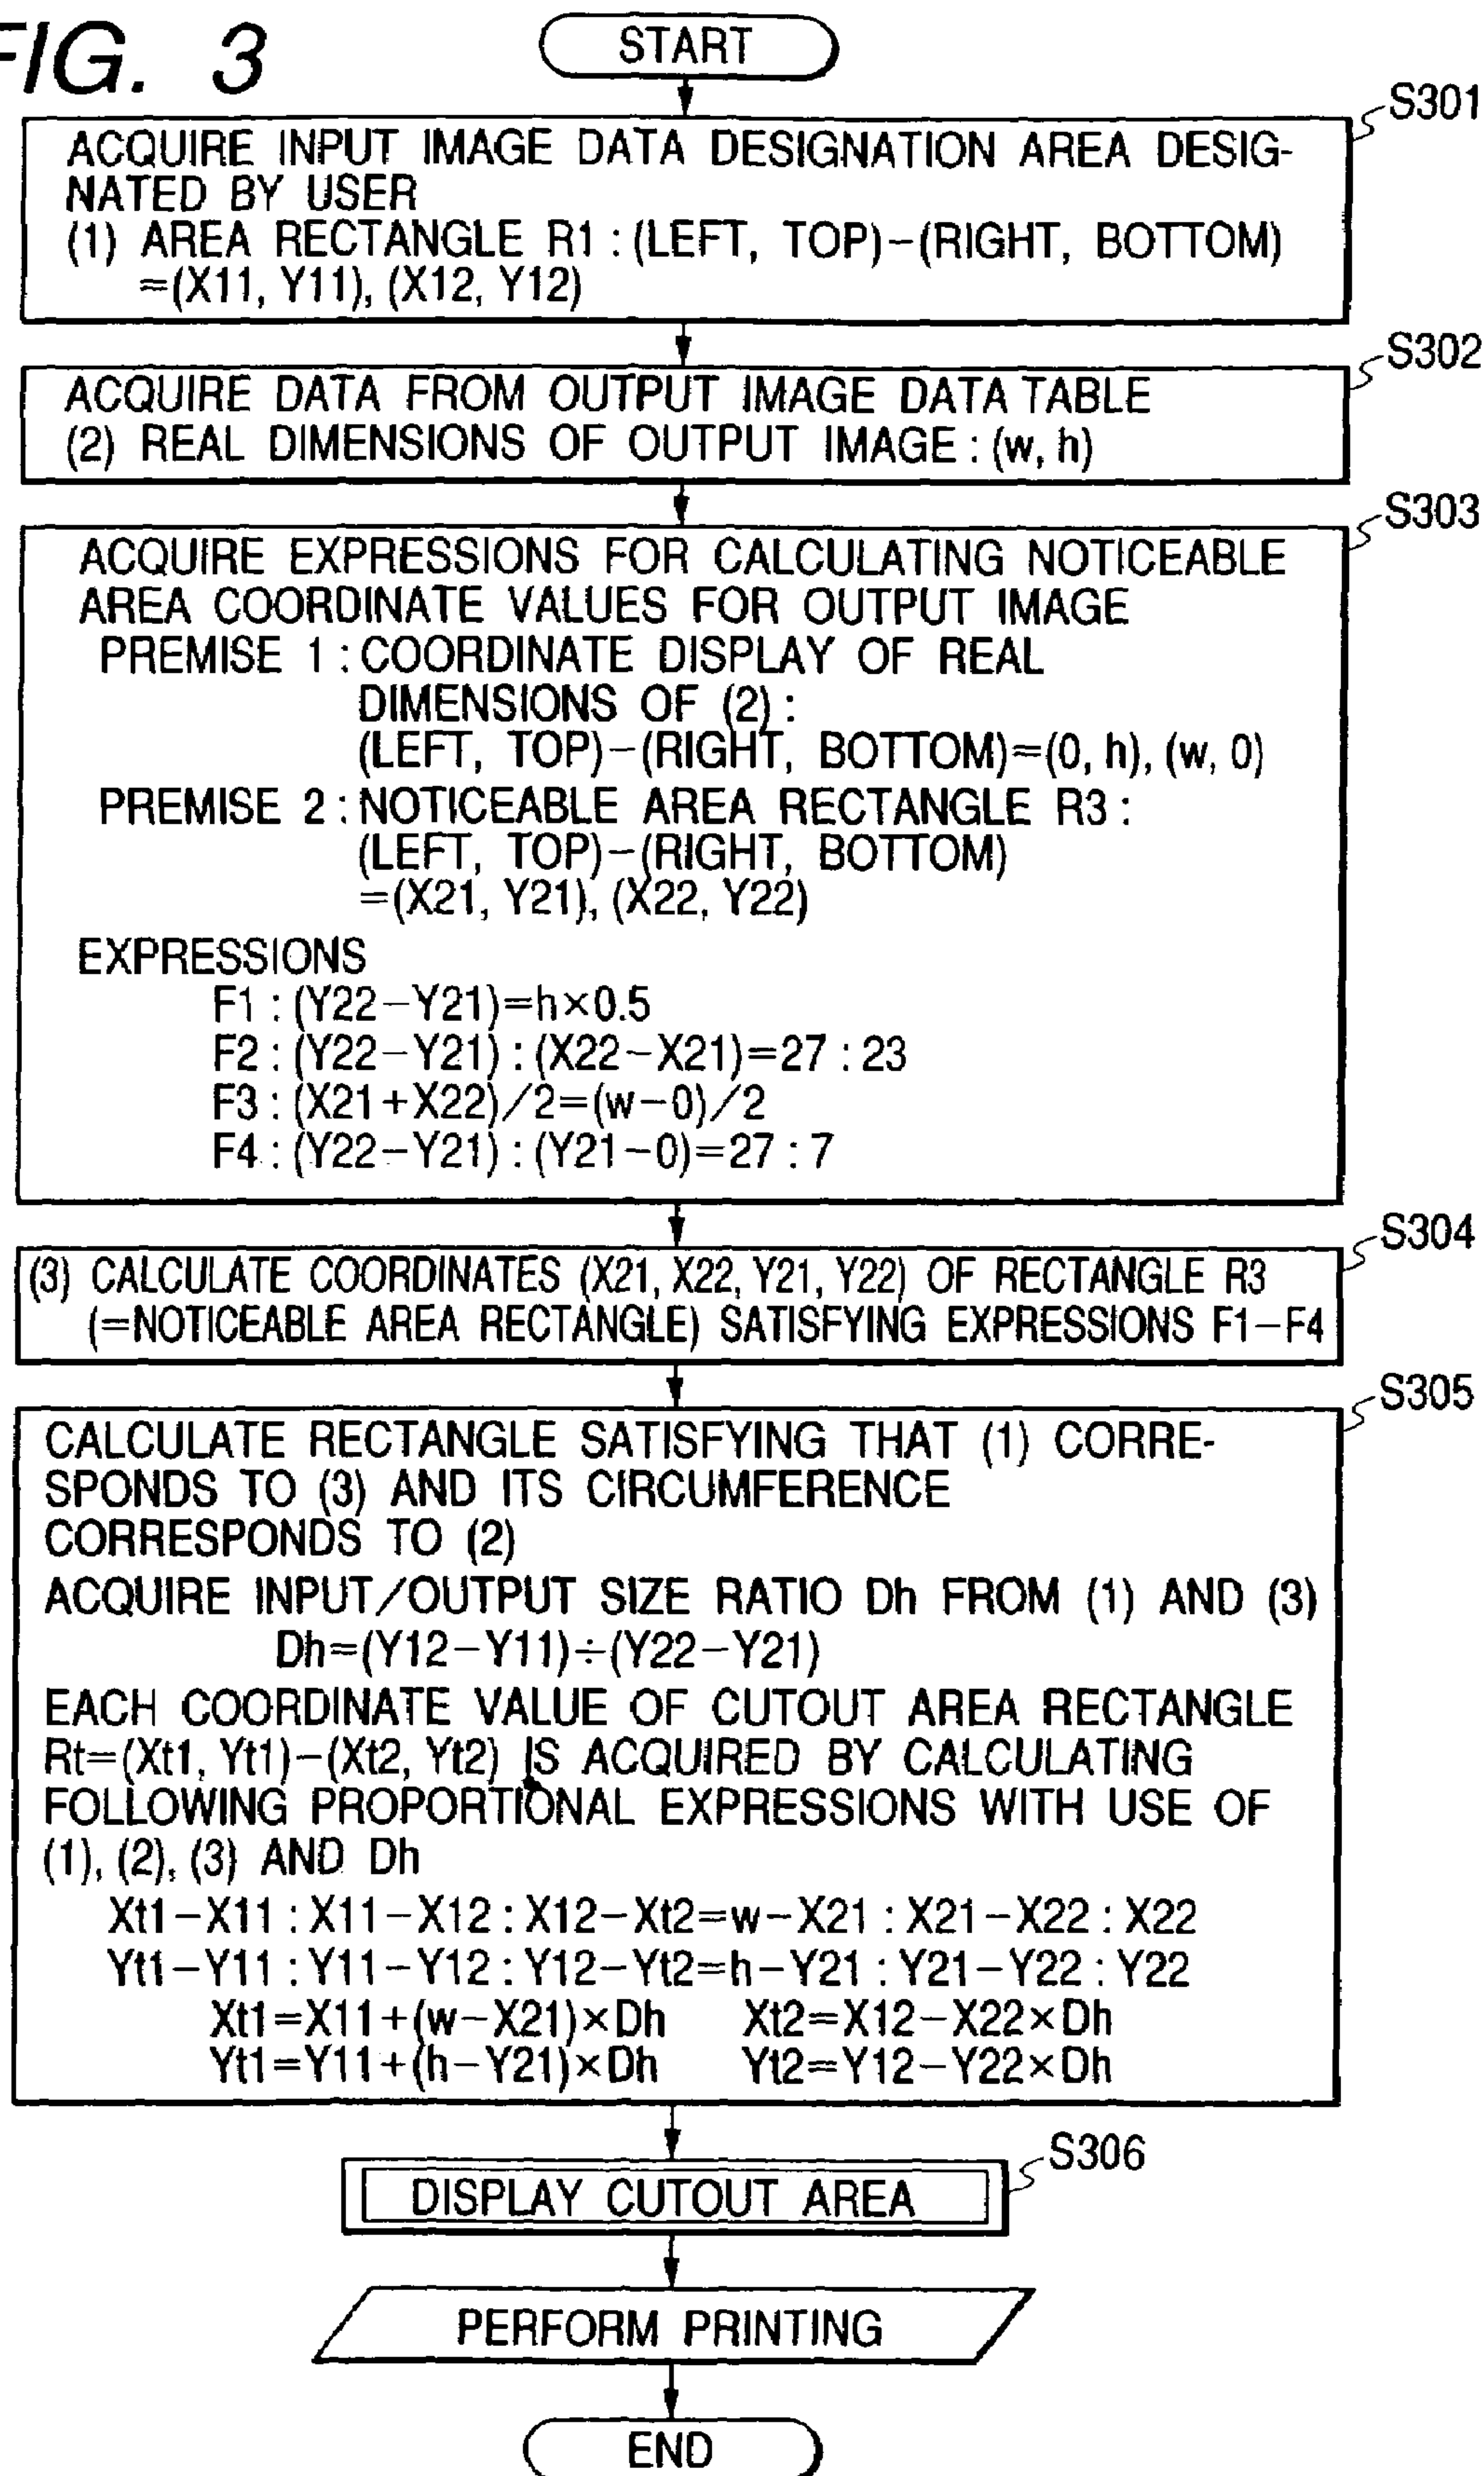 FIG. 3
START
S301
ACQUIRE INPUT IMAGE DATA DESIGNATION AREA DESIG-
NATED BY USER
(1) AREA RECTANGLE R1 : (LEFT, TOP)−(RIGHT, BOTTOM)
=(X11, Y11), (X12, Y12)
S302
ACQUIRE DATA FROM OUTPUT IMAGE DATA TABLE
(2) REAL DIMENSIONS OF OUTPUT IMAGE : (w, h)
S303
ACQUIRE EXPRESSIONS FOR CALCULATING NOTICEABLE
AREA COORDINATE VALUES FOR OUTPUT IMAGE
PREMISE 1 : COORDINATE DISPLAY OF REAL
DIMENSIONS OF (2) :
(LEFT, TOP)−(RIGHT, BOTTOM)=(0, h), (w, 0)
PREMISE 2 : NOTICEABLE AREA RECTANGLE R3 :
(LEFT, TOP)−(RIGHT, BOTTOM)
=(X21, Y21), (X22, Y22)
EXPRESSIONS
F1 : (Y22−Y21)=h×0.5
F2 : (Y22−Y21) : (X22−X21)=27 : 23
F3 : (X21+X22)/2=(w−0)/2
F4 : (Y22−Y21) : (Y21−0)=27 : 7
S304
(3) CALCULATE COORDINATES (X21, X22, Y21, Y22) OF RECTANGLE R3
(=NOTICEABLE AREA RECTANGLE) SATISFYING EXPRESSIONS F1−F4
S305
CALCULATE RECTANGLE SATISFYING THAT (1) CORRE-
SPONDS TO (3) AND ITS CIRCUMFERENCE
CORRESPONDS TO (2)
ACQUIRE INPUT/OUTPUT SIZE RATIO Dh FROM (1) AND (3)
Dh=(Y12−Y11)÷(Y22−Y21)
EACH COORDINATE VALUE OF CUTOUT AREA RECTANGLE
Rt=(Xt1, Yt1)−(Xt2, Yt2) IS ACQUIRED BY CALCULATING
FOLLOWING PROPORTIONAL EXPRESSIONS WITH USE OF
(1), (2), (3) AND Dh
Xt1−X11 : X11−X12 : X12−Xt2=w−X21 : X21−X22 : X22
Yt1−Y11 : Y11−Y12 : Y12−Yt2=h−Y21 : Y21−Y22 : Y22
Xt1=X11+(w−X21)×Dh Xt2=X12−X22×Dh
Yt1=Y11+(h−Y21)×Dh Yt2=Y12−Y22×Dh
S306
DISPLAY CUTOUT AREA
PERFORM PRINTING
END